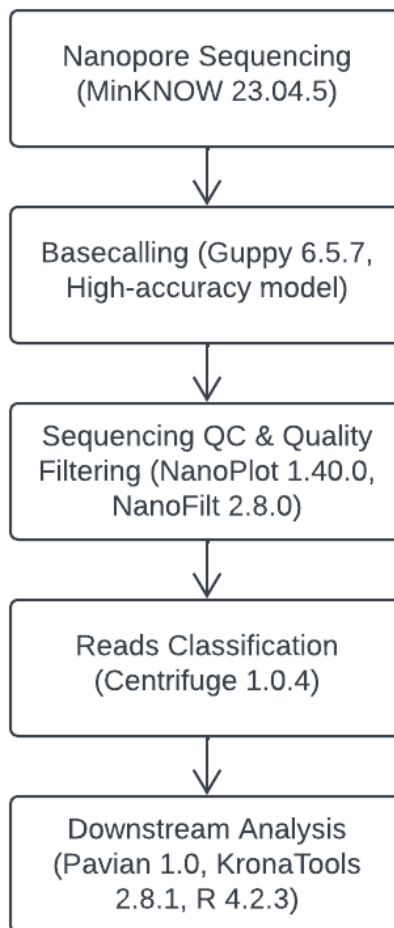 Nanopore Sequencing
(MinKNOW 23.04.5)
Basecalling (Guppy 6.5.7,
High-accuracy model)
Sequencing QC & Quality
Filtering (NanoPlot 1.40.0,
NanoFilt 2.8.0)
Reads Classification
(Centrifuge 1.0.4)
Downstream Analysis
(Pavian 1.0, KronaTools
2.8.1, R 4.2.3)